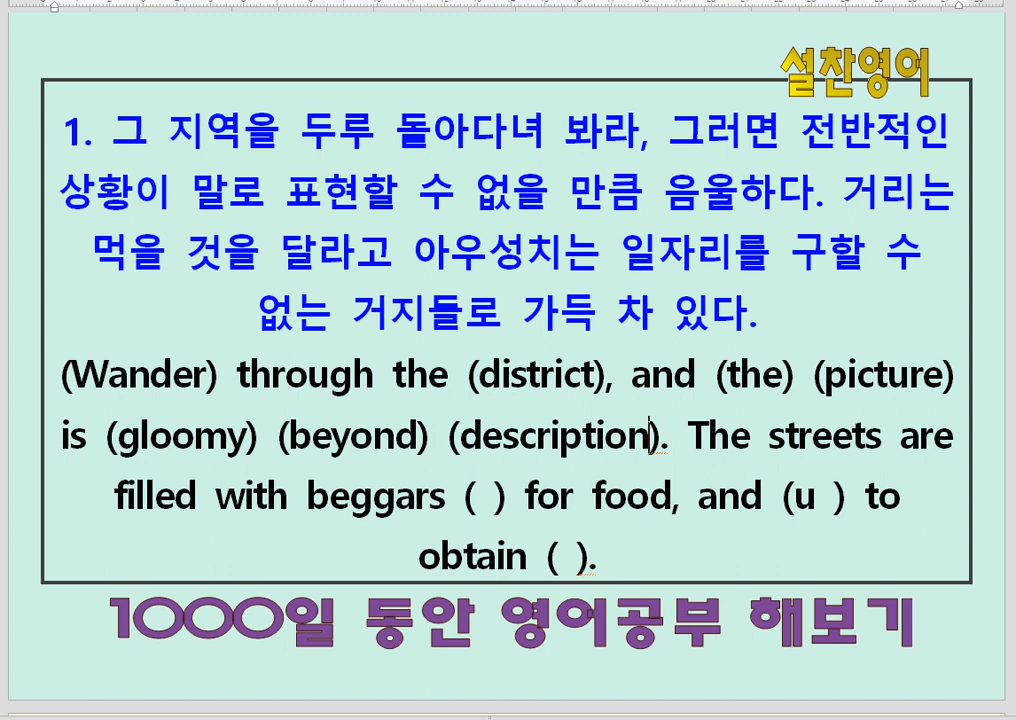 설찬영어
1. 그 지역을 두루 돌아다녀 봐라, 그러면 전반적인
상황이 말로 표현할 수 없을 만큼 음울하다. 거리는
먹을 것을 달라고 아우성치는 일자리를 구할 수
없는 거지들로 가득 차 있다.
(Wander) through the (district), and (the) (picture)
is (gloomy) (beyond) (description). The streets are
filled with beggars ( ) for food, and (u ) to
obtain ( ).
1000일 동안 영어공부 해보기